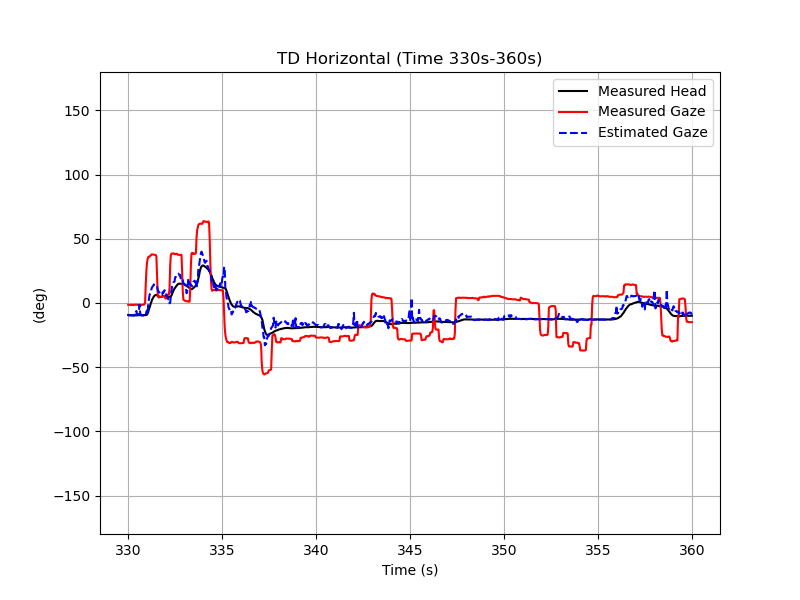 TD Horizontal (Time 330s-360s)
Measured Head
Measured Gaze
Estimated Gaze
150
100
50
0
−50
−100
−150
(deg)
330 335 340 345 350 355 360
Time (s)